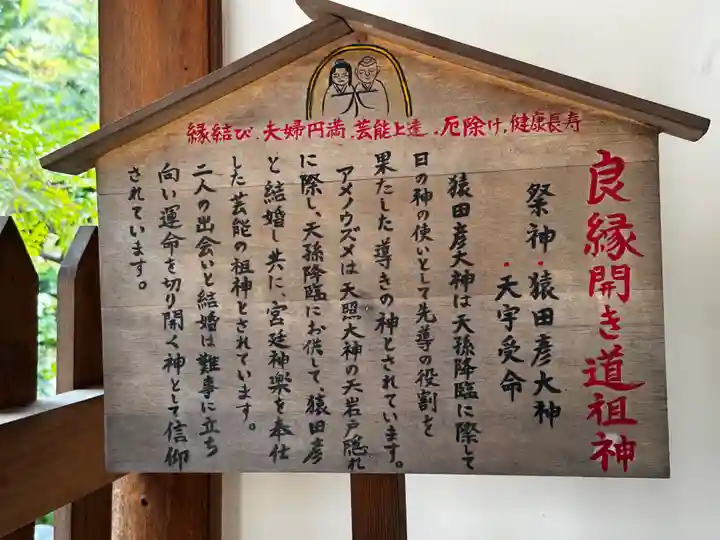 縁結び、夫婦円満、芸能上達、厄除け、健康長寿
良縁開き道祖神
祭神・猿田彦大神
・天宇受命
猿田彦大神は天孫降臨に際して
日の神の使いとして先導の役割を
果たした導きの神とされています。
アメノウズメは天照大神の天岩戸隠れ
に際し、天孫降臨にお供して、猿田彦
と結婚し共に、宮廷神楽を奉仕
した芸能の祖神とされています。
二人の出会いと結婚は難事に立ち
向い運命を切り開く神として信仰
されています。